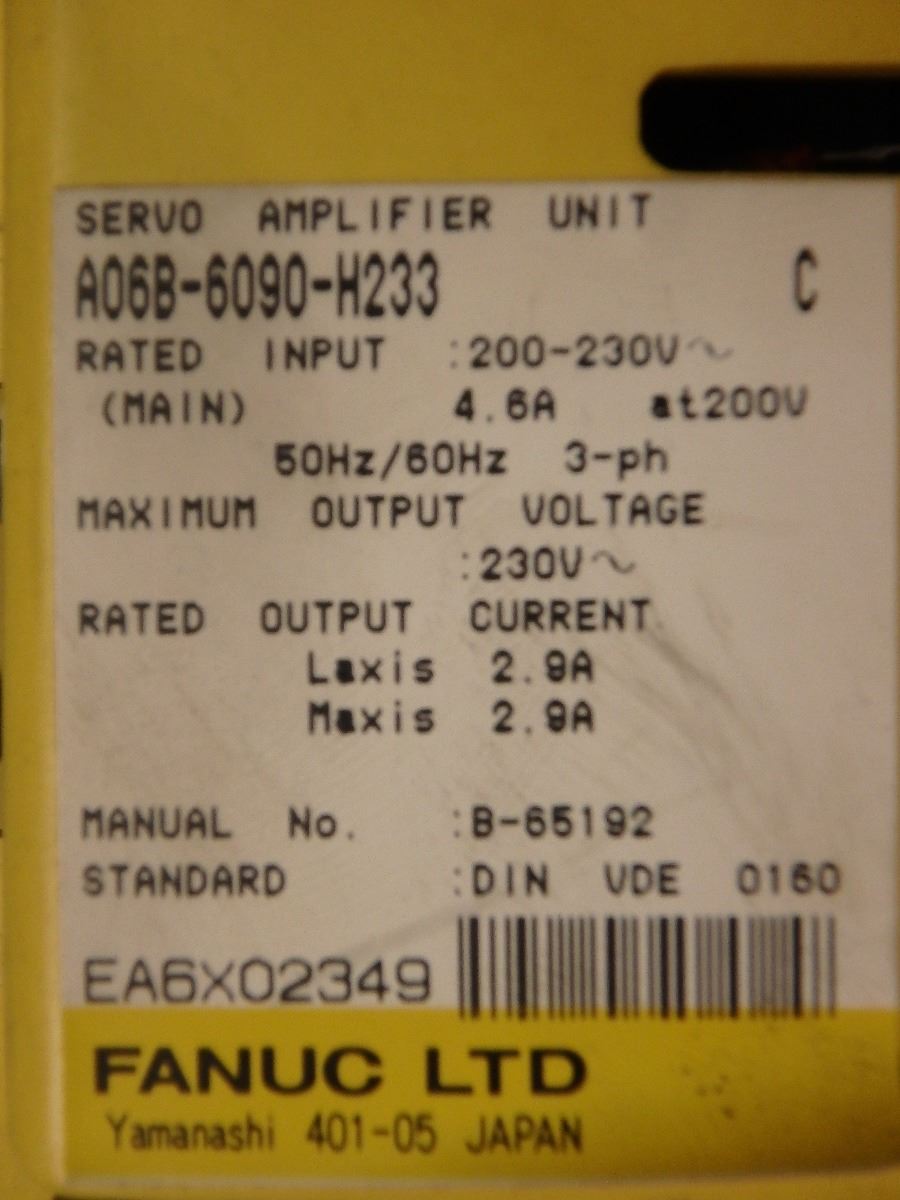 SERVO AMPLIFIER UNIT
A06B-6090-H233 C
RATED INPUT :200-230V～
(MAIN) 4.6A at200V
50Hz/60Hz 3-ph
MAXIMUM OUTPUT VOLTAGE
:230V～
RATED OUTPUT CURRENT
Laxis 2.9A
Maxis 2.9A
MANUAL No. :B-65192
STANDARD :DIN VDE 0160
EA6X02349
FANUC LTD
Yamanashi 401-05 JAPAN